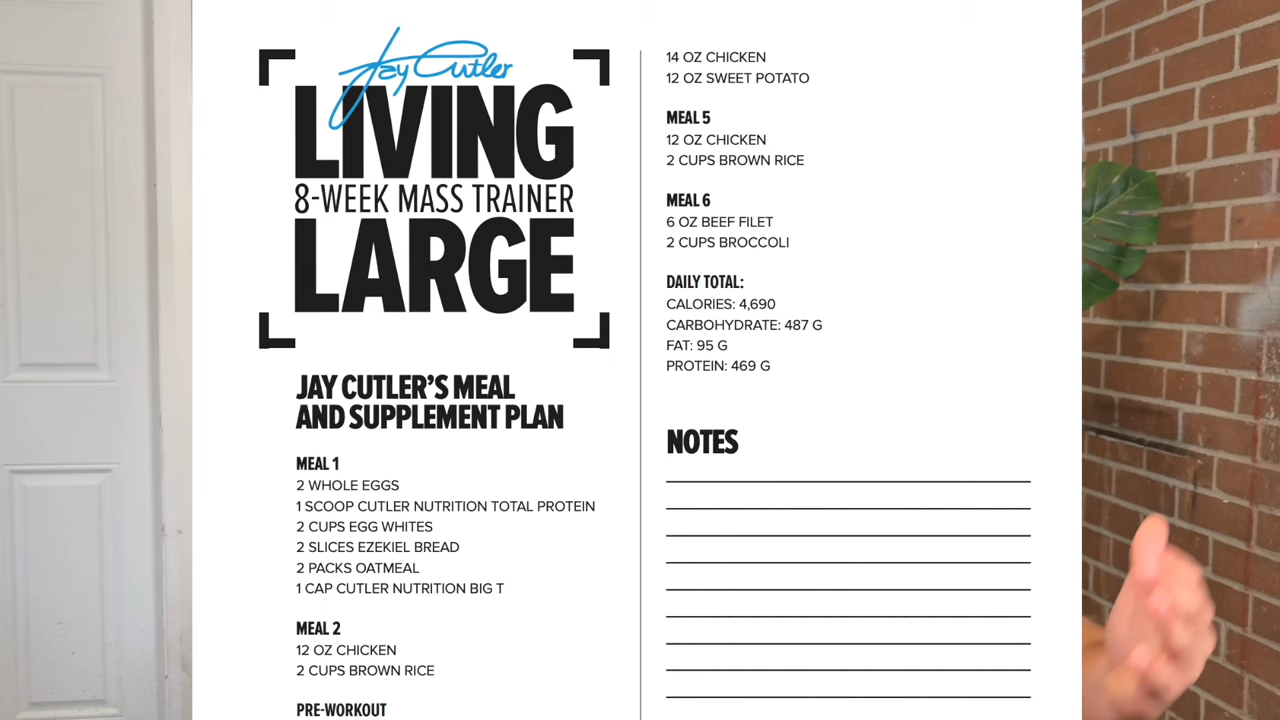 Jay Cutler
LIVING
8-WEEK MASS TRAINER
LARGE
JAY CUTLER'S MEAL
AND SUPPLEMENT PLAN
MEAL 1
2 WHOLE EGGS
1 SCOOP CUTLER NUTRITION TOTAL PROTEIN
2 CUPS EGG WHITES
2 SLICES EZEKIEL BREAD
2 PACKS OATMEAL
1 CAP CUTLER NUTRITION BIG T
MEAL 2
12 OZ CHICKEN
2 CUPS BROWN RICE
PRE-WORKOUT
14 OZ CHICKEN
12 OZ SWEET POTATO
MEAL 5
12 OZ CHICKEN
2 CUPS BROWN RICE
MEAL 6
6 OZ BEEF FILET
2 CUPS BROCCOLI
DAILY TOTAL:
CALORIES: 4,690
CARBOHYDRATE: 487 G
FAT: 95 G
PROTEIN: 469 G
NOTES